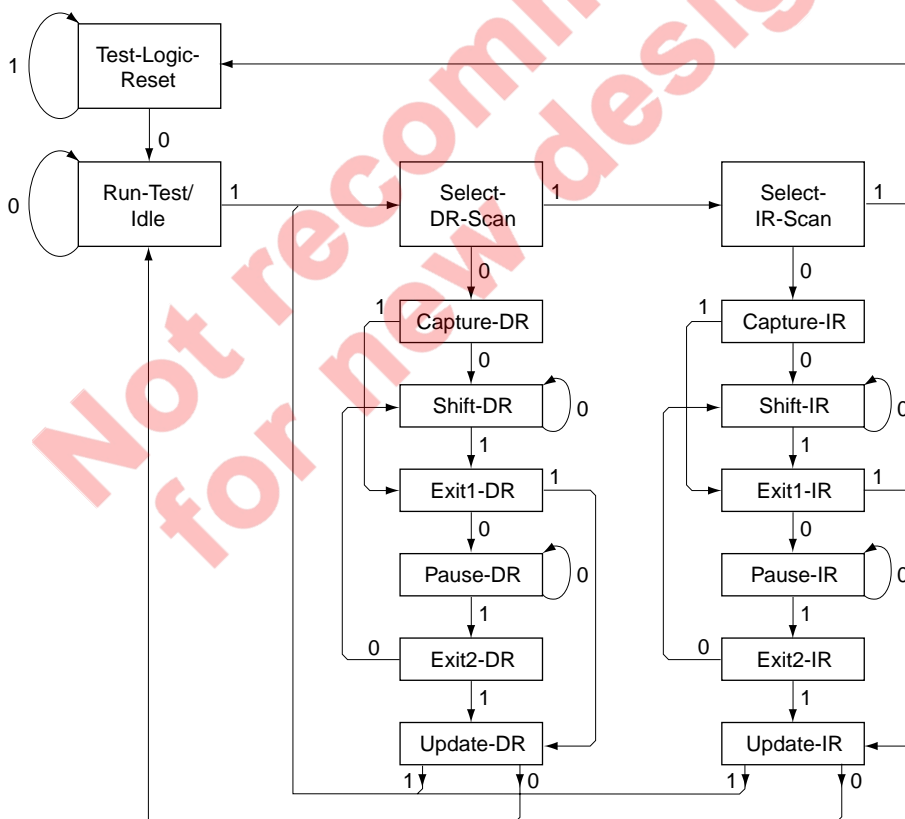 Not recomm
for new desig
Test-Logic-
Reset
1
0
Run-Test/
Idle
0
1
Select-
DR-Scan
1
Select-
IR-Scan
1
0
0
1
Capture-DR
1
Capture-IR
0
0
Shift-DR
0
Shift-IR
0
1
1
Exit1-DR
1
Exit1-IR
1
0
0
Pause-DR
0
Pause-IR
0
1
1
0
Exit2-DR
0
Exit2-IR
1
1
Update-DR
Update-IR
1
0
1
0